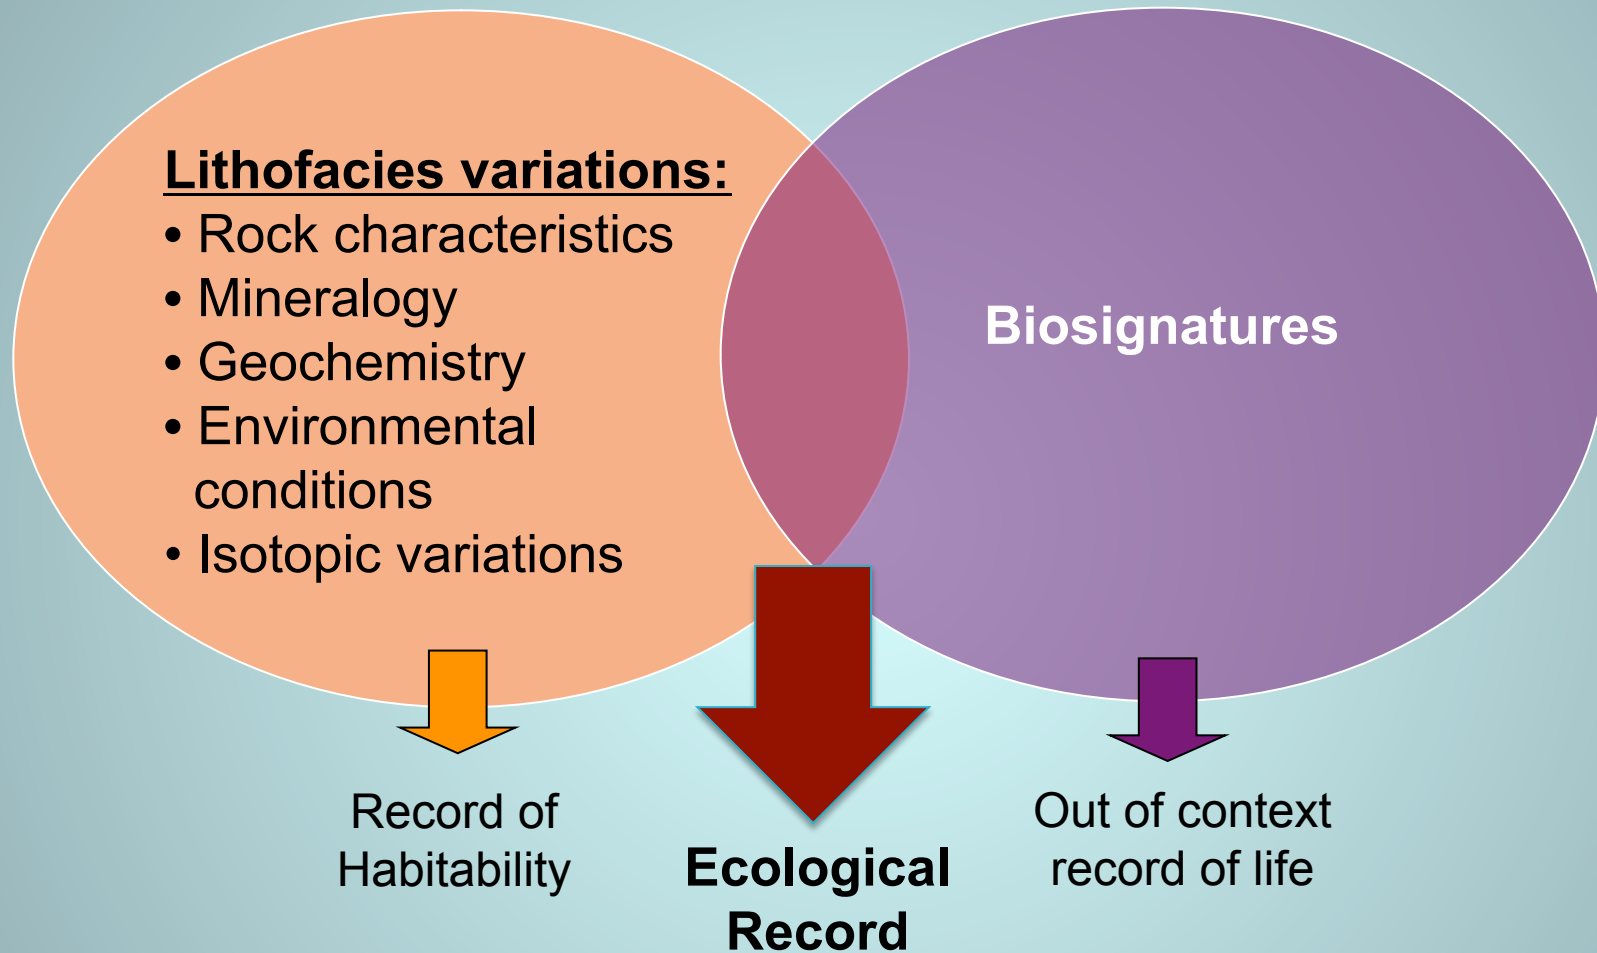 Lithofacies variations:
• Rock characteristics
• Mineralogy
• Geochemistry
• Environmental
conditions
• Isotopic variations
Biosignatures
Record of
Habitability
Ecological
Record
Out of context
record of life